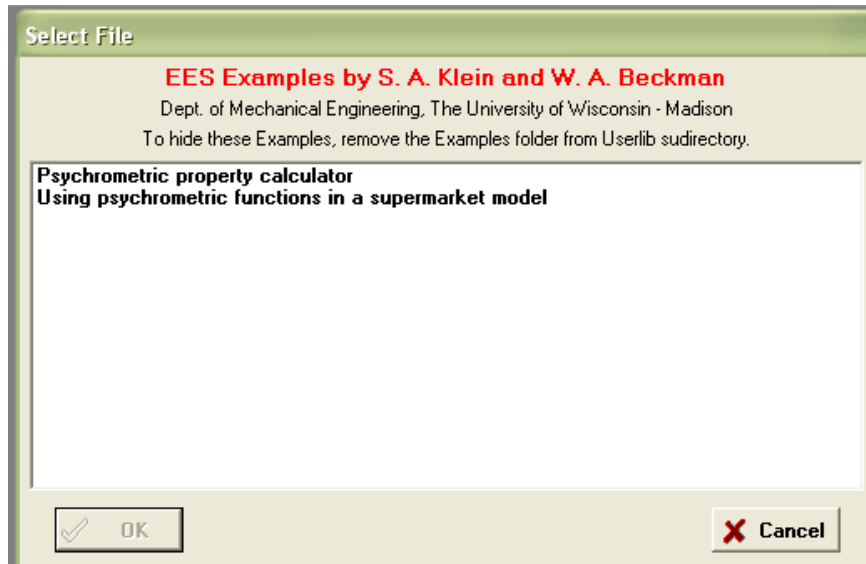 Select File
EES Examples by S. A. Klein and W. A. Beckman
Dept. of Mechanical Engineering, The University of Wisconsin - Madison
To hide these Examples, remove the Examples folder from Userlib sudirectory.
Psychrometric property calculator
Using psychrometric functions in a supermarket model
OK
Cancel